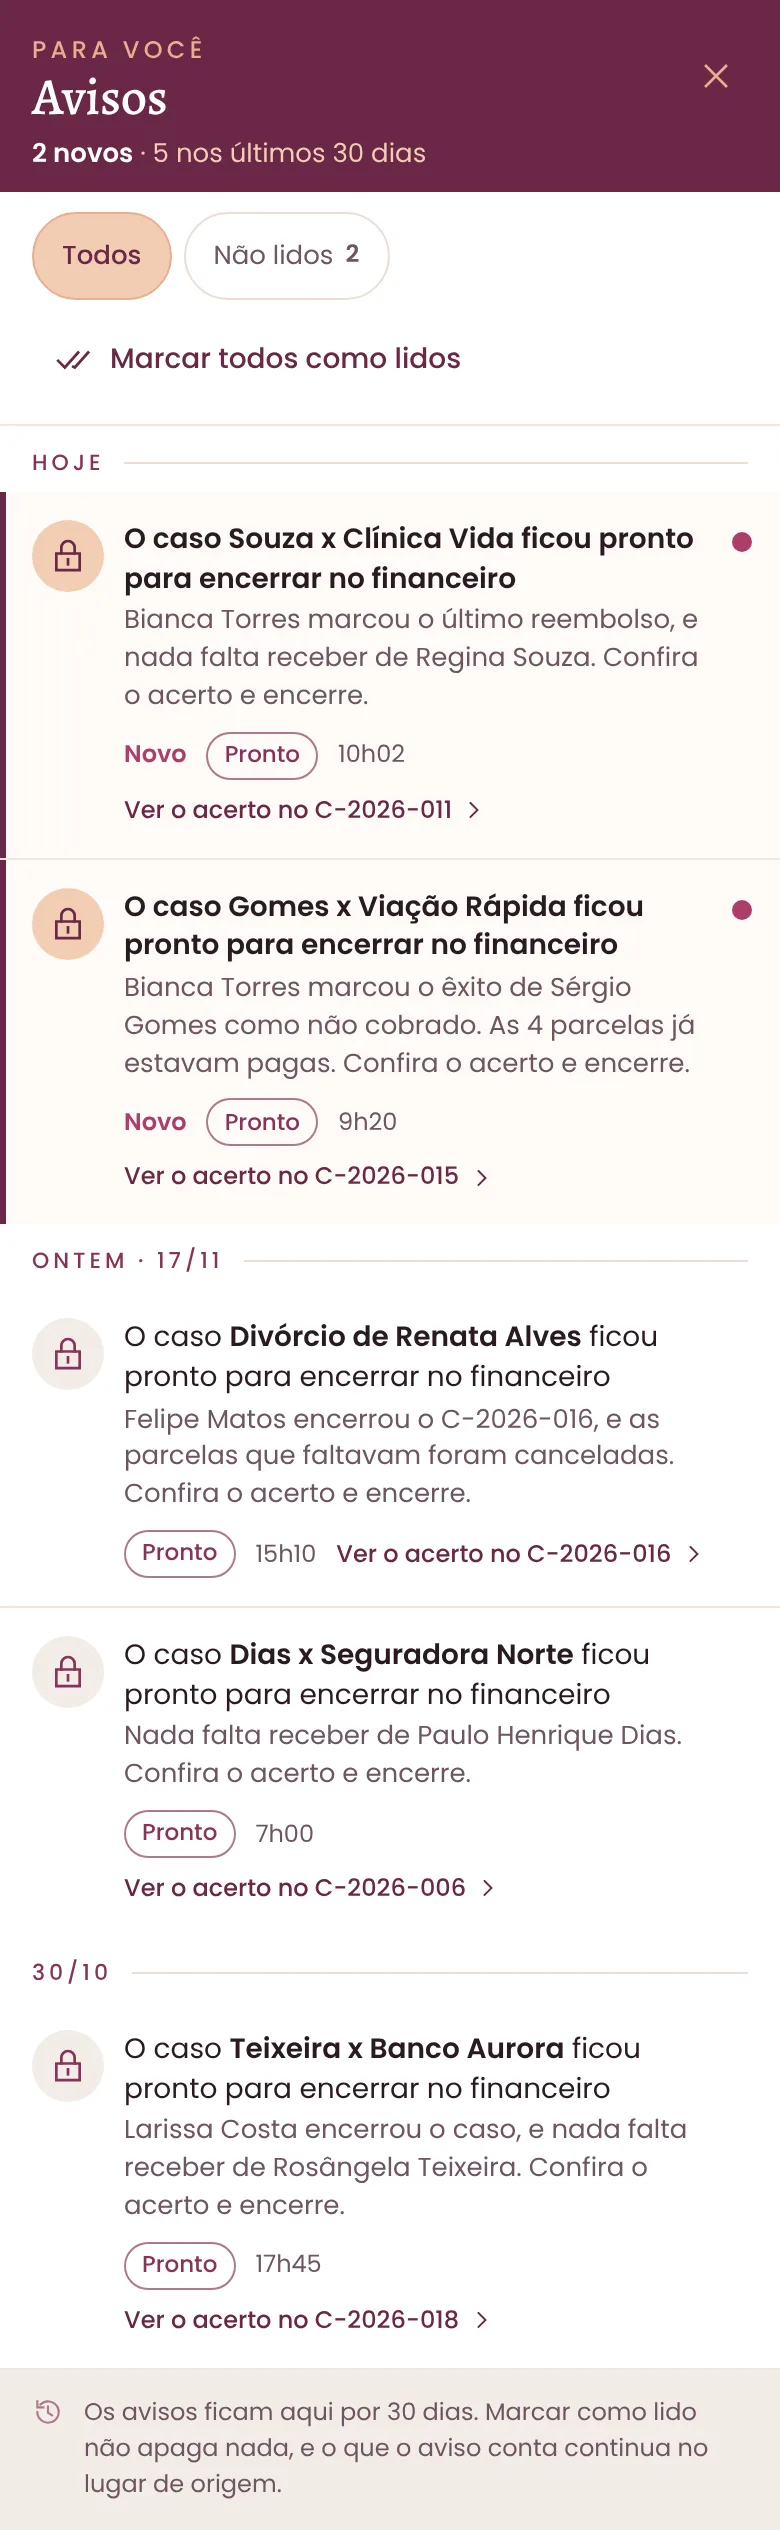 PARA VOCÊ
Avisos
2 novos · 5 nos últimos 30 dias
Todos
Não lidos 2
Marcar todos como lidos
HOJE
O caso Souza x Clínica Vida ficou pronto
para encerrar no financeiro
Bianca Torres marcou o último reembolso, e
nada falta receber de Regina Souza. Confira
o acerto e encerre.
Novo Pronto 10h02
Ver o acerto no C-2026-011
O caso Gomes x Viação Rápida ficou
pronto para encerrar no financeiro
Bianca Torres marcou o êxito de Sérgio
Gomes como não cobrado. As 4 parcelas já
estavam pagas. Confira o acerto e encerre.
Novo Pronto 9h20
Ver o acerto no C-2026-015
ONTEM · 17/11
O caso Divórcio de Renata Alves ficou
pronto para encerrar no financeiro
Felipe Matos encerrou o C-2026-016, e as
parcelas que faltavam foram canceladas.
Confira o acerto e encerre.
Pronto 15h10 Ver o acerto no C-2026-016
O caso Dias x Seguradora Norte ficou
pronto para encerrar no financeiro
Nada falta receber de Paulo Henrique Dias.
Confira o acerto e encerre.
Pronto 7h00
Ver o acerto no C-2026-006
30/10
O caso Teixeira x Banco Aurora ficou
pronto para encerrar no financeiro
Larissa Costa encerrou o caso, e nada falta
receber de Rosângela Teixeira. Confira o
acerto e encerre.
Pronto 17h45
Ver o acerto no C-2026-018
Os avisos ficam aqui por 30 dias. Marcar como lido
não apaga nada, e o que o aviso conta continua no
lugar de origem.